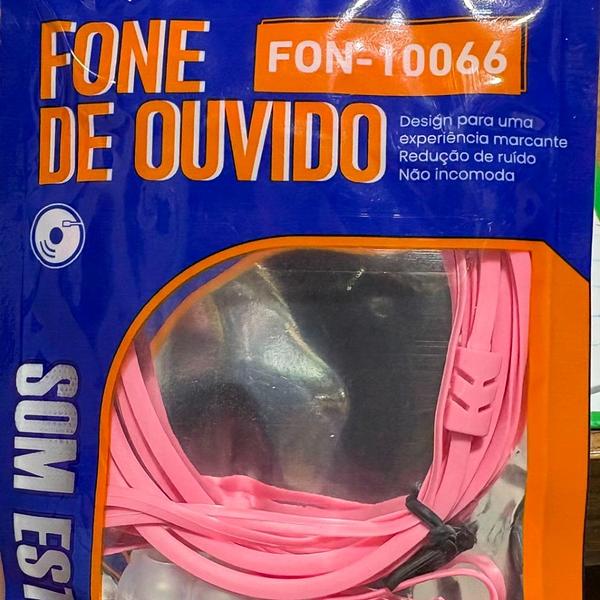 FONE
DE OUVIDO
FON-10066
Design para uma
experiência marcante
Redução de ruído
Não incomoda
SOM